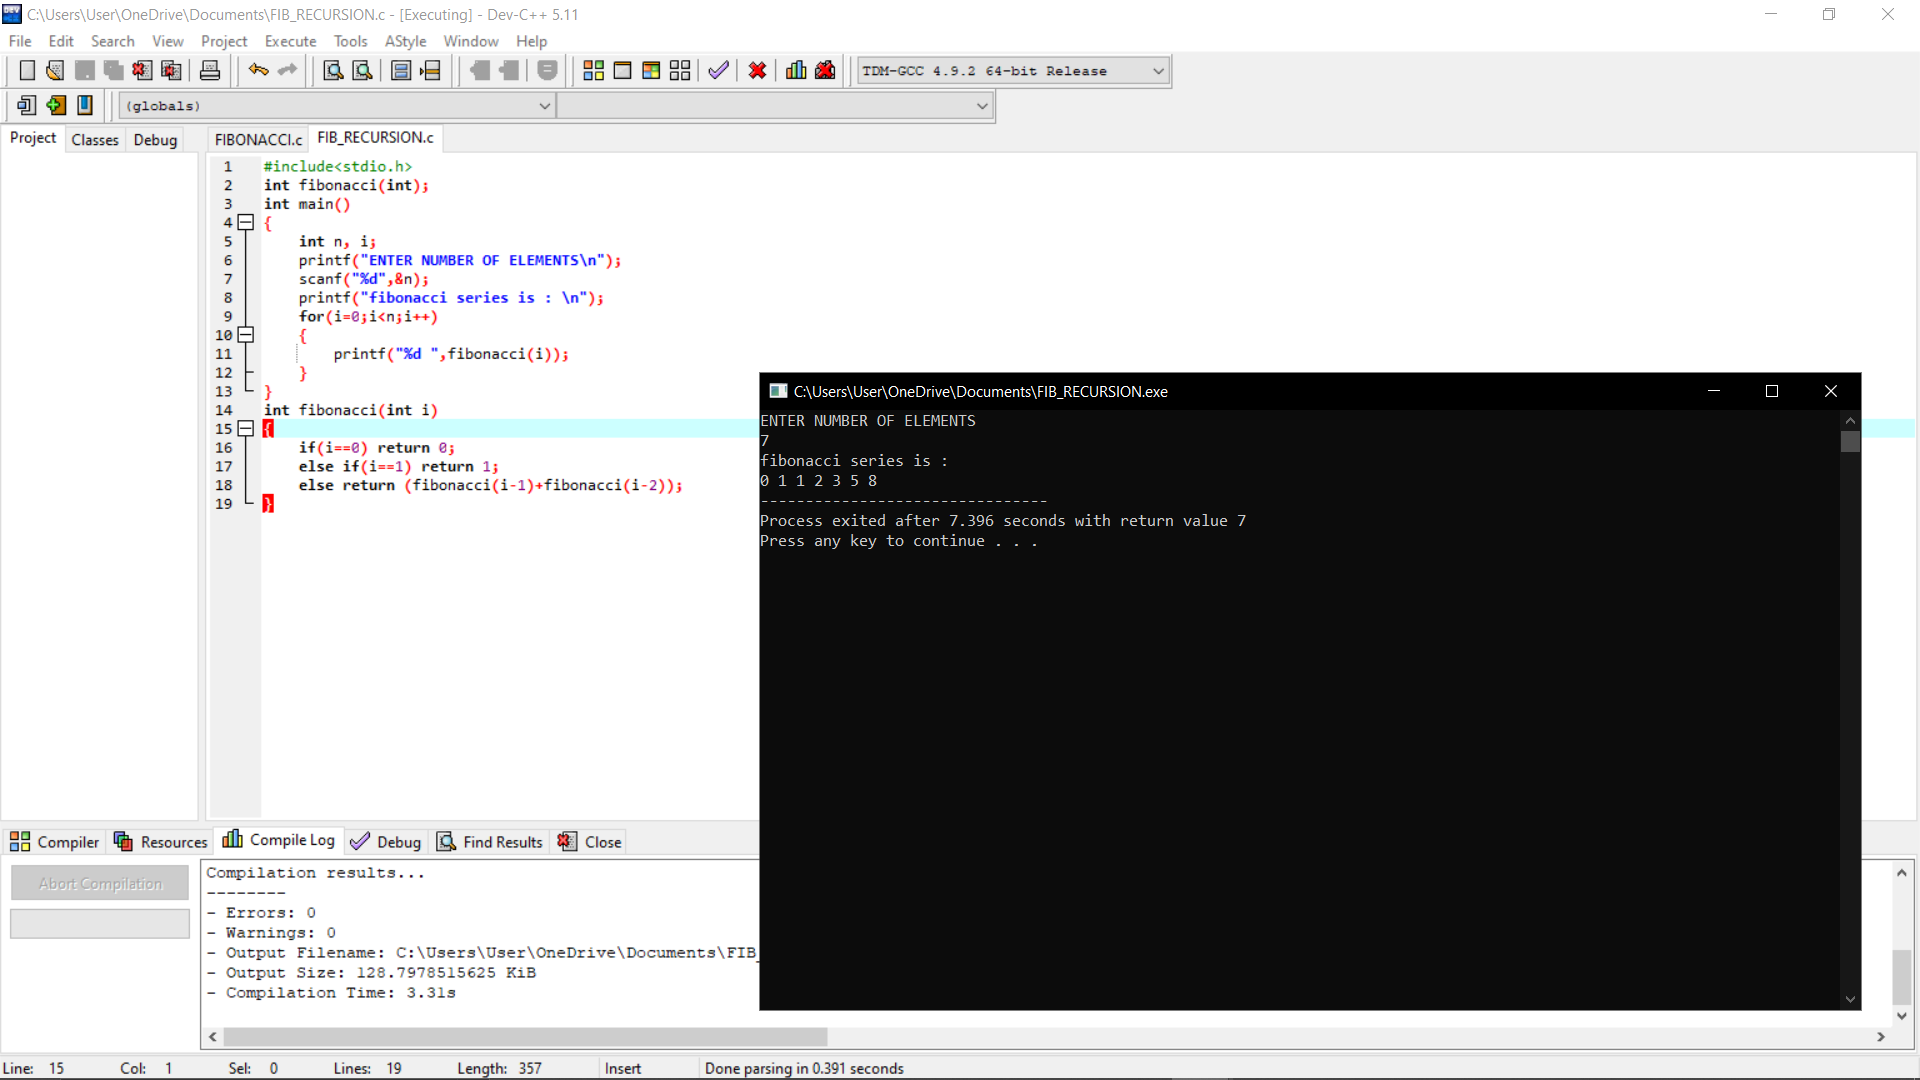 C:\Users\User\OneDrive\Documents\FIB_RECURSION.c - [Executing] - Dev-C++ 5.11
File Edit Search View Project Execute Tools AStyle Window Help
TDM-GCC 4.9.2 64-bit Release
(globals)
Project Classes Debug
FIBONACCI.c FIB_RECURSION.c
1 #include<stdio.h>
2 int fibonacci(int);
3 int main()
4 {
5 int n, i;
6 printf("ENTER NUMBER OF ELEMENTS\n");
7 scanf("%d",&n);
8 printf("fibonacci series is : \n");
9 for(i=0;i<n;i++)
10 {
11 printf("%d ",fibonacci(i));
12 }
13 }
14 int fibonacci(int i)
15 {
16 if(i==0) return 0;
17 else if(i==1) return 1;
18 else return (fibonacci(i-1)+fibonacci(i-2));
19 }
C:\Users\User\OneDrive\Documents\FIB_RECURSION.exe
ENTER NUMBER OF ELEMENTS
7
fibonacci series is :
0 1 1 2 3 5 8
--------------------------------
Process exited after 7.396 seconds with return value 7
Press any key to continue . . .
Compiler Resources Compile Log Debug Find Results Close
Abort Compilation
Compilation results...
--------
- Errors: 0
- Warnings: 0
- Output Filename: C:\Users\User\OneDrive\Documents\FIB_
- Output Size: 128.7978515625 KiB
- Compilation Time: 3.31s
Line: 15 Col: 1 Sel: 0 Lines: 19 Length: 357 Insert Done parsing in 0.391 seconds